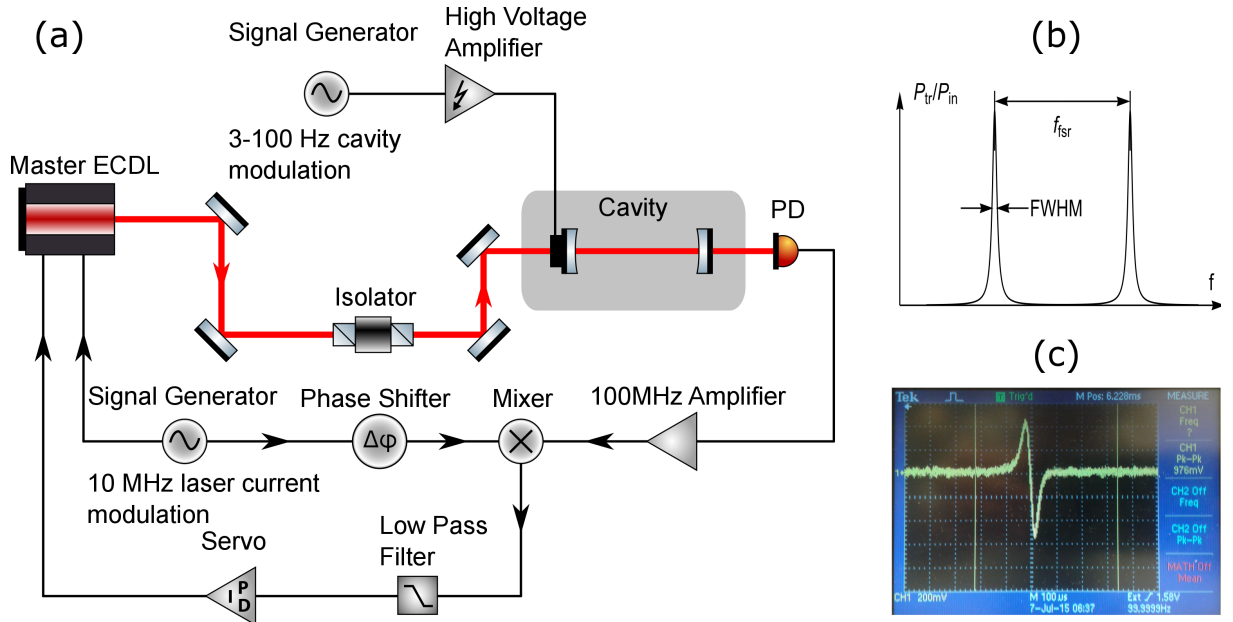 (a)
Signal Generator
High Voltage
Amplifier
3-100 Hz cavity
modulation
Master ECDL
Cavity
PD
Isolator
Signal Generator
Phase Shifter
Mixer
100MHz Amplifier
Δφ
10 MHz laser current
modulation
Servo
Low Pass
Filter
P
I
D
(b)
Ptr/Pin
ffsr
FWHM
f
(c)
Tek
Trig'd
M Pos: 6.228ms
MEASURE
CH1
Freq
?
CH1
Pk-Pk
976mV
CH2 Off
Freq
CH2 Off
Pk-Pk
MATH Off
Mean
1
CH1 200mV
M 100µs
Ext / 1.58V
7-Jul-15 06:37
99.9999Hz